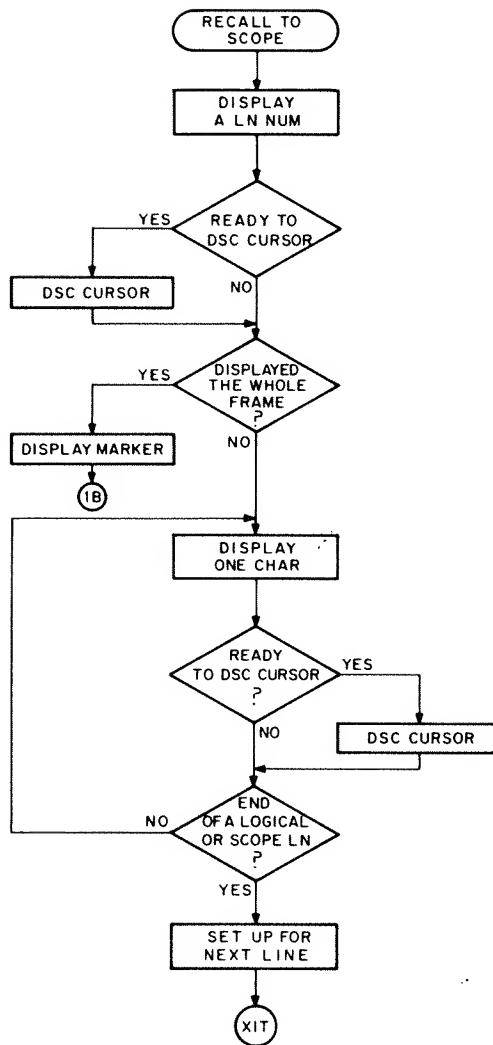 RECALL TO
SCOPE
DISPLAY
A LN NUM
YES
READY TO
DSC CURSOR
DSC CURSOR
NO
YES
DISPLAYED
THE WHOLE
FRAME
?
DISPLAY MARKER
NO
1B
DISPLAY
ONE CHAR
READY
TO DSC CURSOR
?
YES
NO
DSC CURSOR
END
OF A LOGICAL
OR SCOPE LN
?
NO
YES
SET UP FOR
NEXT LINE
XIT